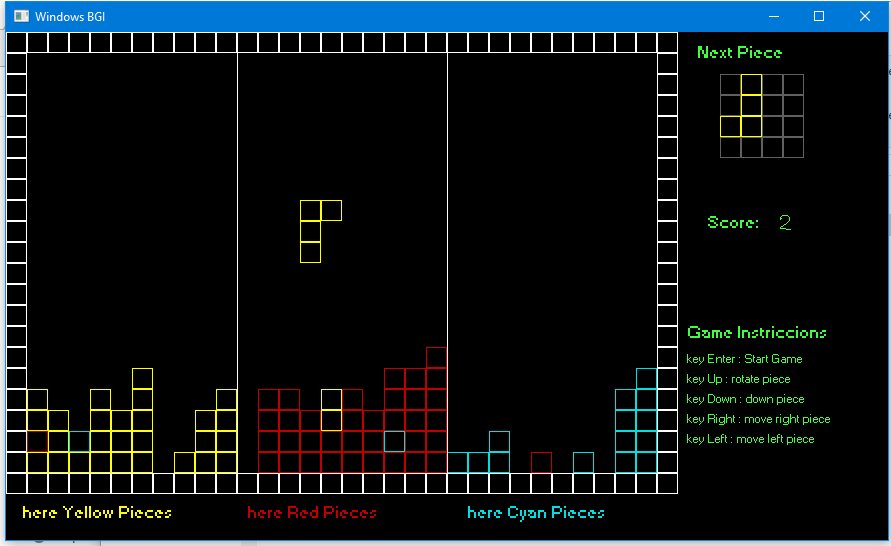 Windows BGI
Next Piece
Score: 2
Game Instriccions
key Enter : Start Game
key Up : rotate piece
key Down : down piece
key Right : move right piece
key Left : move left piece
here Yellow Pieces
here Red Pieces
here Cyan Pieces